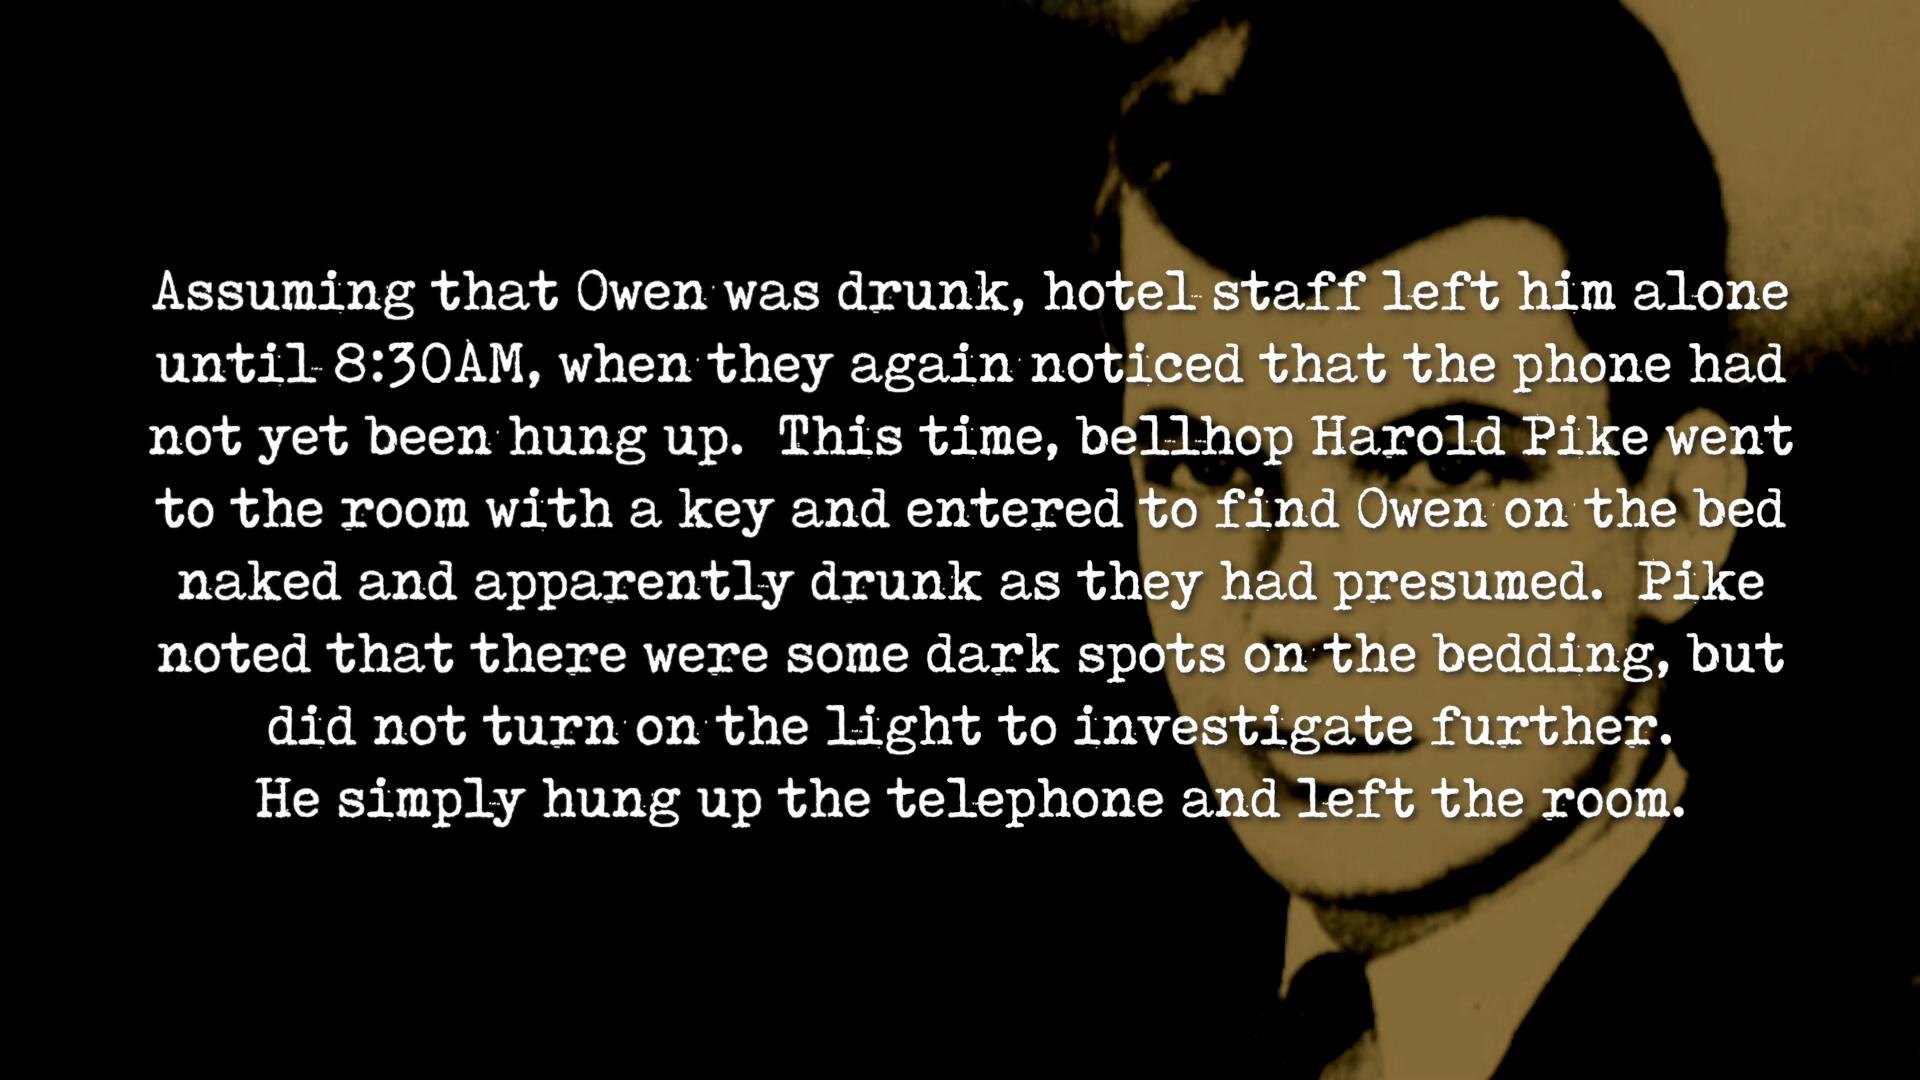 Assuming that Owen was drunk, hotel staff left him alone
until 8:30AM, when they again noticed that the phone had
not yet been hung up.  This time, bellhop Harold Pike went
to the room with a key and entered to find Owen on the bed
naked and apparently drunk as they had presumed.  Pike
noted that there were some dark spots on the bedding, but
did not turn on the light to investigate further.
He simply hung up the telephone and left the room.